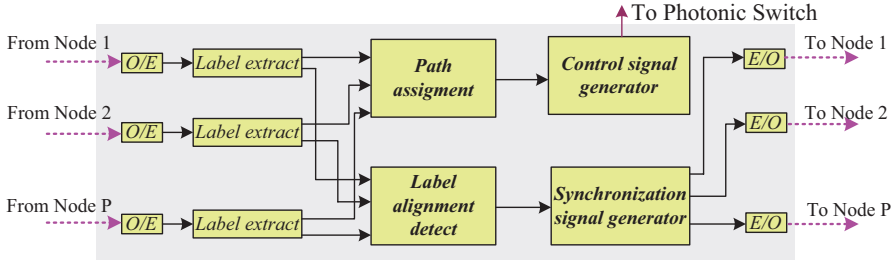 To Photonic Switch
From Node 1
O/E
Label extract
Path
assigment
Control signal
generator
E/O
To Node 1
From Node 2
O/E
Label extract
E/O
To Node 2
From Node P
O/E
Label extract
Label
alignment
detect
Synchronization
signal generator
E/O
To Node P